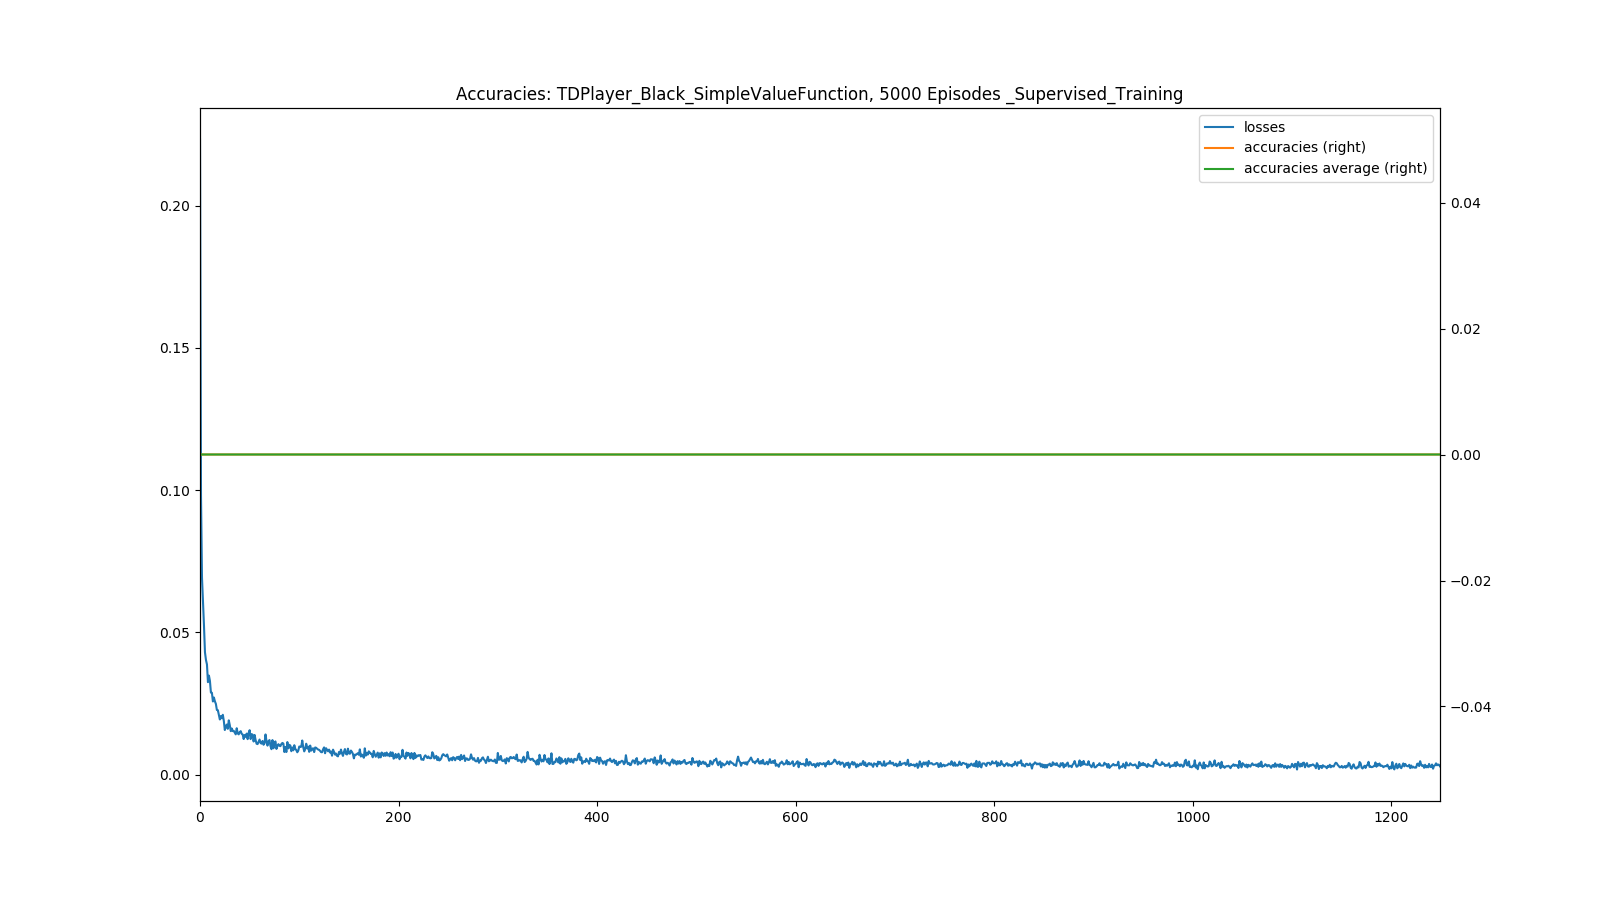 Accuracies: TDPlayer_Black_SimpleValueFunction, 5000 Episodes _Supervised_Training
losses
accuracies (right)
accuracies average (right)
0.20
0.15
0.10
0.05
0.00
0.04
0.02
0.00
−0.02
−0.04
0 200 400 600 800 1000 1200